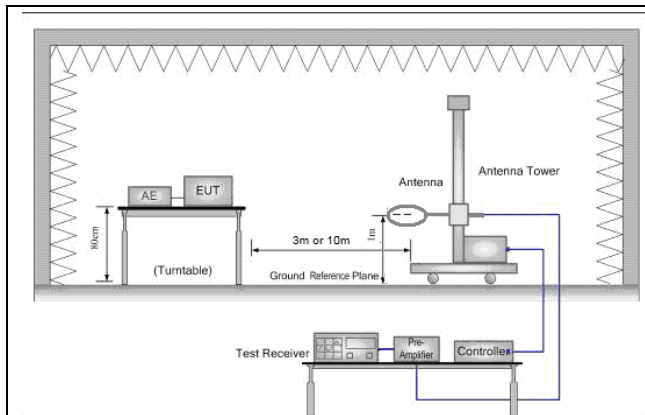 AE
EUT
80cm
(Turntable)
Antenna
Antenna Tower
3m or 10m
1m
Ground Reference Plane
Test Receiver
Pre-
Amplifier
Controller